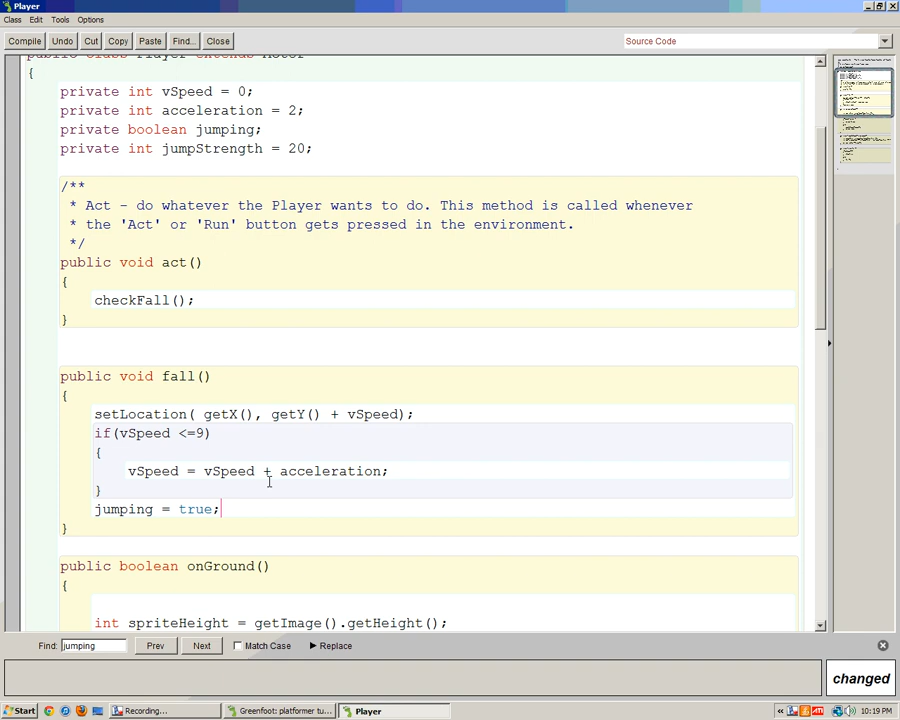 Player
Class Edit Tools Options
Compile Undo Cut Copy Paste Find... Close Source Code
public class Player extends Actor
{
private int vSpeed = 0;
private int acceleration = 2;
private boolean jumping;
private int jumpStrength = 20;
/**
* Act - do whatever the Player wants to do. This method is called whenever
* the 'Act' or 'Run' button gets pressed in the environment.
*/
public void act()
{
checkFall();
}
public void fall()
{
setLocation( getX(), getY() + vSpeed);
if(vSpeed <=9)
{
vSpeed = vSpeed + acceleration;
}
jumping = true;
}
public boolean onGround()
{
int spriteHeight = getImage().getHeight();
Find: jumping Prev Next Match Case Replace
changed
Start Recording... Greenfoot: platformer tu... Player « ATI 10:19 PM